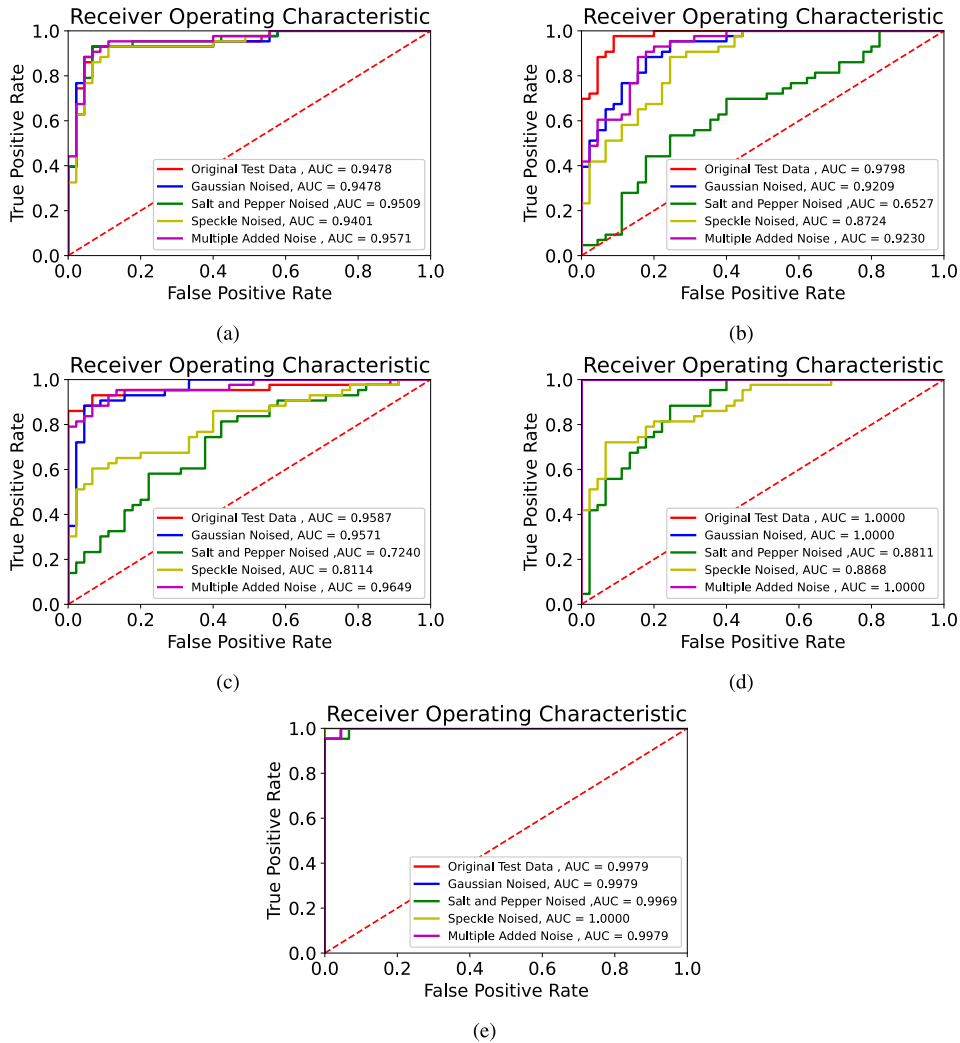 Receiver Operating Characteristic
True Positive Rate
1.0
0.8
0.6
0.4
0.2
0.0
Original Test Data , AUC = 0.9478
Gaussian Noised, AUC = 0.9478
Salt and Pepper Noised ,AUC = 0.9509
Speckle Noised, AUC = 0.9401
Multiple Added Noise , AUC = 0.9571
0.0 0.2 0.4 0.6 0.8 1.0
False Positive Rate
(a)
Receiver Operating Characteristic
True Positive Rate
1.0
0.8
0.6
0.4
0.2
0.0
Original Test Data , AUC = 0.9798
Gaussian Noised, AUC = 0.9209
Salt and Pepper Noised ,AUC = 0.6527
Speckle Noised, AUC = 0.8724
Multiple Added Noise , AUC = 0.9230
0.0 0.2 0.4 0.6 0.8 1.0
False Positive Rate
(b)
Receiver Operating Characteristic
True Positive Rate
1.0
0.8
0.6
0.4
0.2
0.0
Original Test Data , AUC = 0.9587
Gaussian Noised, AUC = 0.9571
Salt and Pepper Noised ,AUC = 0.7240
Speckle Noised, AUC = 0.8114
Multiple Added Noise , AUC = 0.9649
0.0 0.2 0.4 0.6 0.8 1.0
False Positive Rate
(c)
Receiver Operating Characteristic
True Positive Rate
1.0
0.8
0.6
0.4
0.2
0.0
Original Test Data , AUC = 1.0000
Gaussian Noised, AUC = 1.0000
Salt and Pepper Noised ,AUC = 0.8811
Speckle Noised, AUC = 0.8868
Multiple Added Noise , AUC = 1.0000
0.0 0.2 0.4 0.6 0.8 1.0
False Positive Rate
(d)
Receiver Operating Characteristic
True Positive Rate
1.0
0.8
0.6
0.4
0.2
0.0
Original Test Data , AUC = 0.9979
Gaussian Noised, AUC = 0.9979
Salt and Pepper Noised ,AUC = 0.9969
Speckle Noised, AUC = 1.0000
Multiple Added Noise , AUC = 0.9979
0.0 0.2 0.4 0.6 0.8 1.0
False Positive Rate
(e)